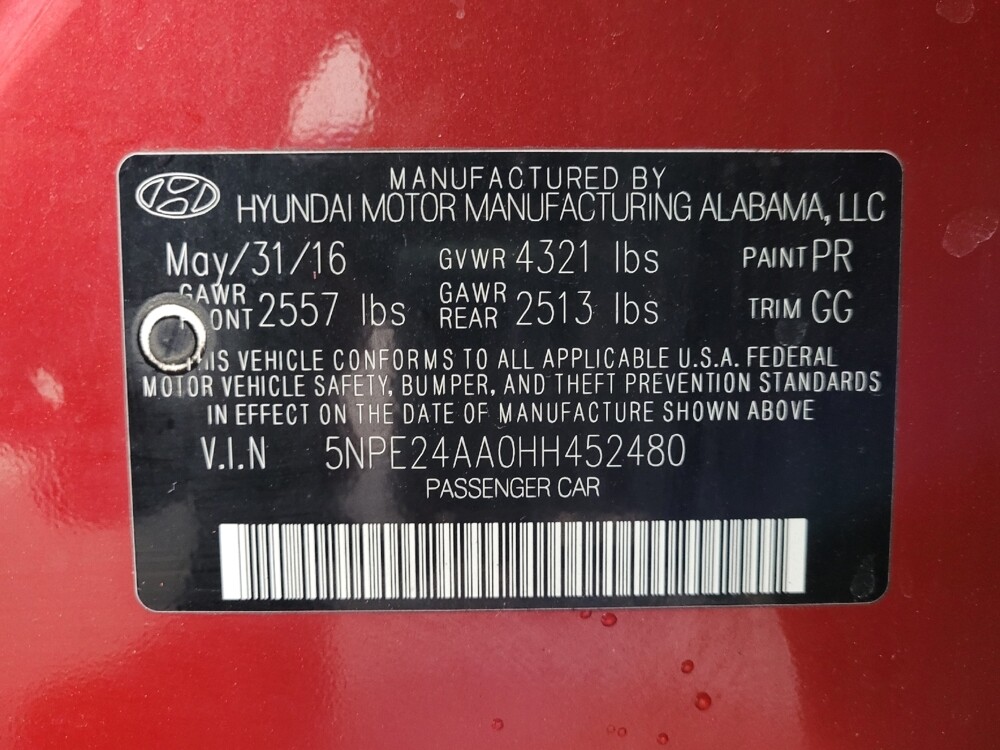 MANUFACTURED BY
HYUNDAI MOTOR MANUFACTURING ALABAMA, LLC
May/31/16 GVWR 4321 lbs PAINT PR
GAWR FRONT 2557 lbs GAWR REAR 2513 lbs TRIM GG
THIS VEHICLE CONFORMS TO ALL APPLICABLE U.S.A. FEDERAL
MOTOR VEHICLE SAFETY, BUMPER, AND THEFT PREVENTION STANDARDS
IN EFFECT ON THE DATE OF MANUFACTURE SHOWN ABOVE
V.I.N 5NPE24AA0HH452480
PASSENGER CAR